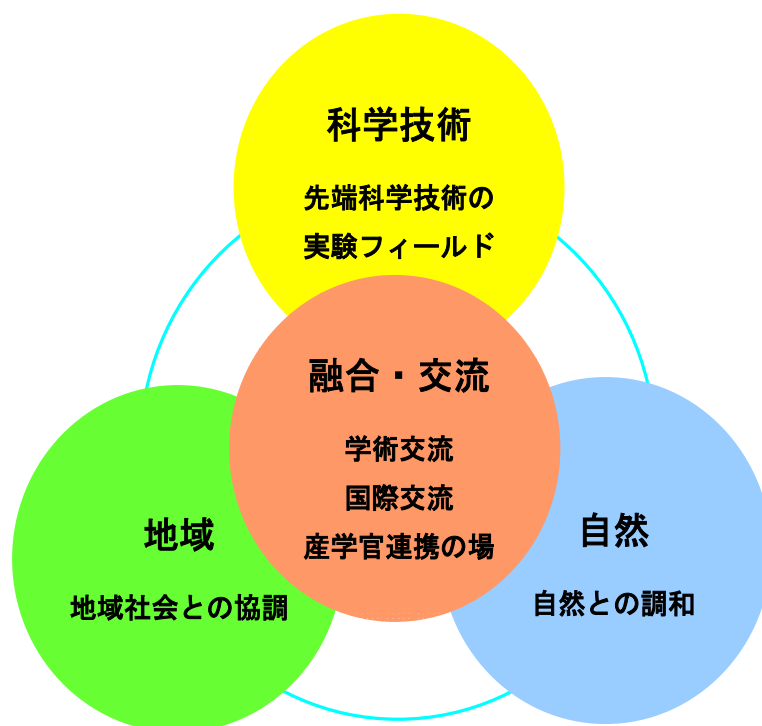 科学技術
先端科学技術の
実験フィールド
融合・交流
学術交流
国際交流
産学官連携の場
地域
地域社会との協調
自然
自然との調和